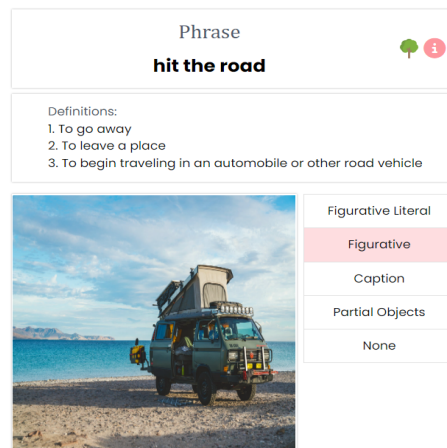 Phrase
hit the road
Definitions:
1. To go away
2. To leave a place
3. To begin traveling in an automobile or other road vehicle
Figurative Literal
Figurative
Caption
Partial Objects
None